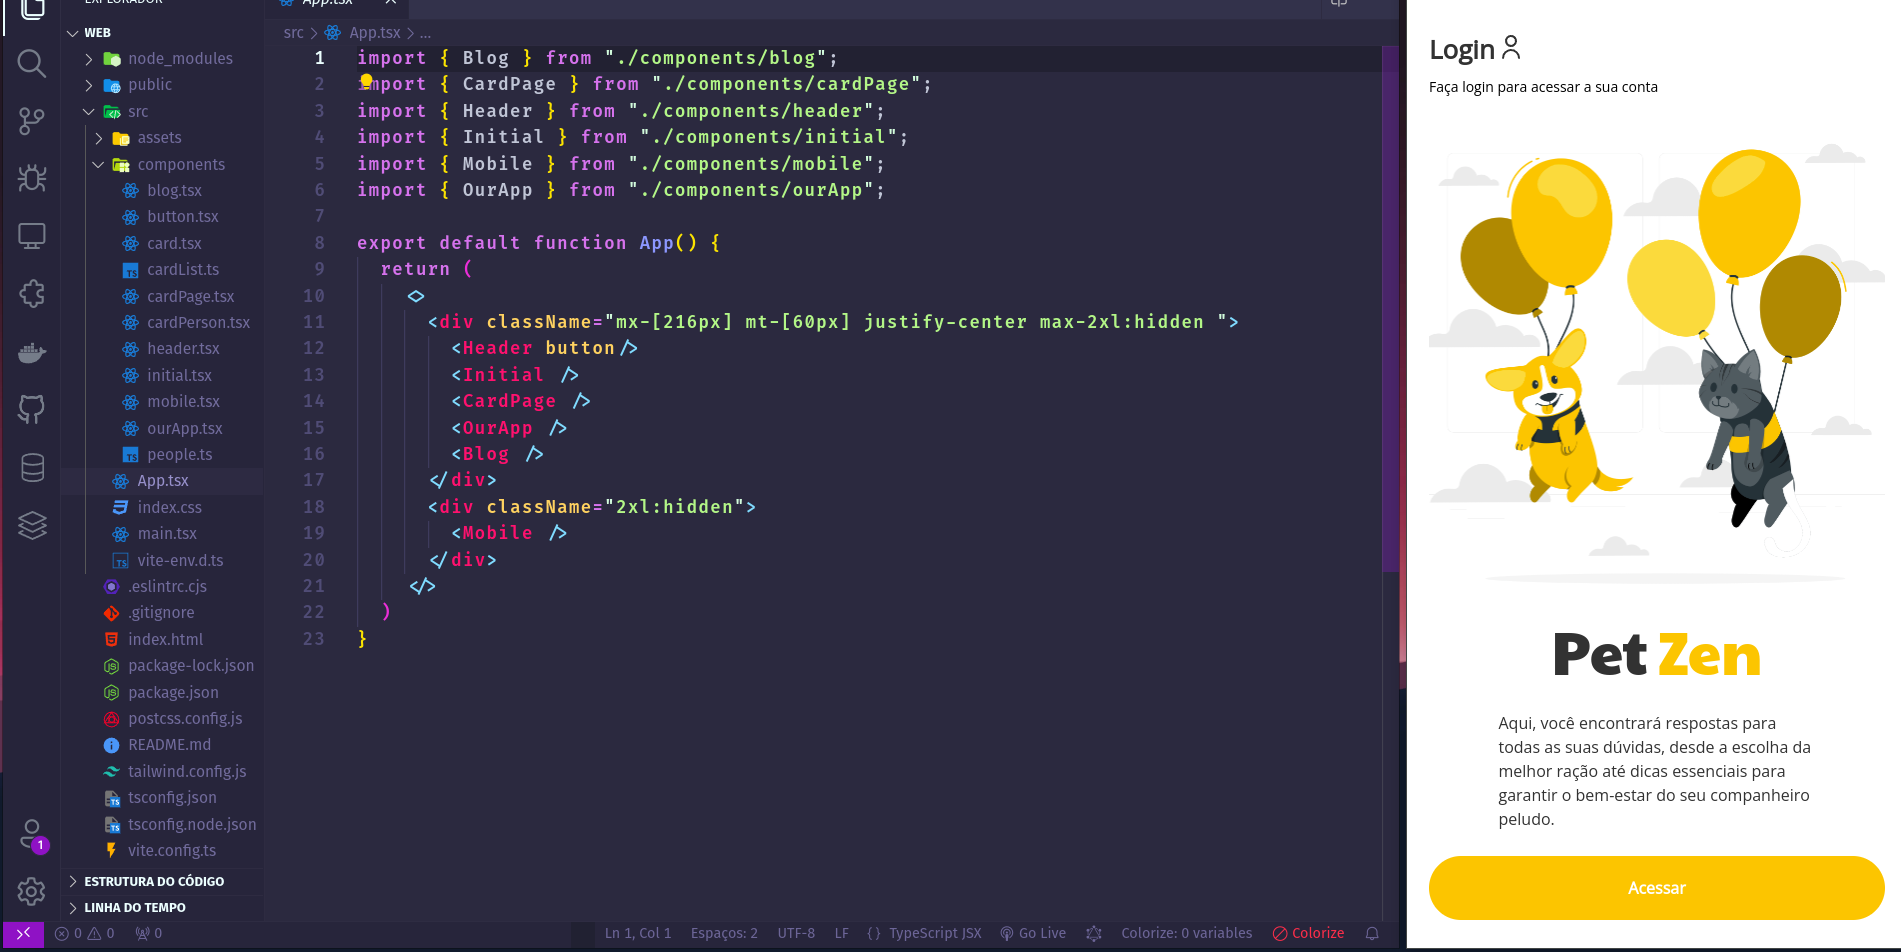 EXPLORADOR
WEB
node_modules
public
src
assets
components
blog.tsx
button.tsx
card.tsx
cardList.ts
cardPage.tsx
cardPerson.tsx
header.tsx
initial.tsx
mobile.tsx
ourApp.tsx
people.ts
App.tsx
index.css
main.tsx
vite-env.d.ts
.eslintrc.cjs
.gitignore
index.html
package-lock.json
package.json
postcss.config.js
README.md
tailwind.config.js
tsconfig.json
tsconfig.node.json
vite.config.ts
ESTRUTURA DO CÓDIGO
LINHA DO TEMPO
1
App.tsx
src > App.tsx > ...
1 import { Blog } from "./components/blog";
2 import { CardPage } from "./components/cardPage";
3 import { Header } from "./components/header";
4 import { Initial } from "./components/initial";
5 import { Mobile } from "./components/mobile";
6 import { OurApp } from "./components/ourApp";
7
8 export default function App() {
9 return (
10 <>
11 <div className="mx-[216px] mt-[60px] justify-center max-2xl:hidden ">
12 <Header button/>
13 <Initial />
14 <CardPage />
15 <OurApp />
16 <Blog />
17 </div>
18 <div className="2xl:hidden">
19 <Mobile />
20 </div>
21 </>
22 )
23 }
0 0 0 Ln 1, Col 1 Espaços: 2 UTF-8 LF {} TypeScript JSX Go Live Colorize: 0 variables Colorize
Login
Faça login para acessar a sua conta
Pet Zen
Aqui, você encontrará respostas para
todas as suas dúvidas, desde a escolha da
melhor ração até dicas essenciais para
garantir o bem-estar do seu companheiro
peludo.
Acessar